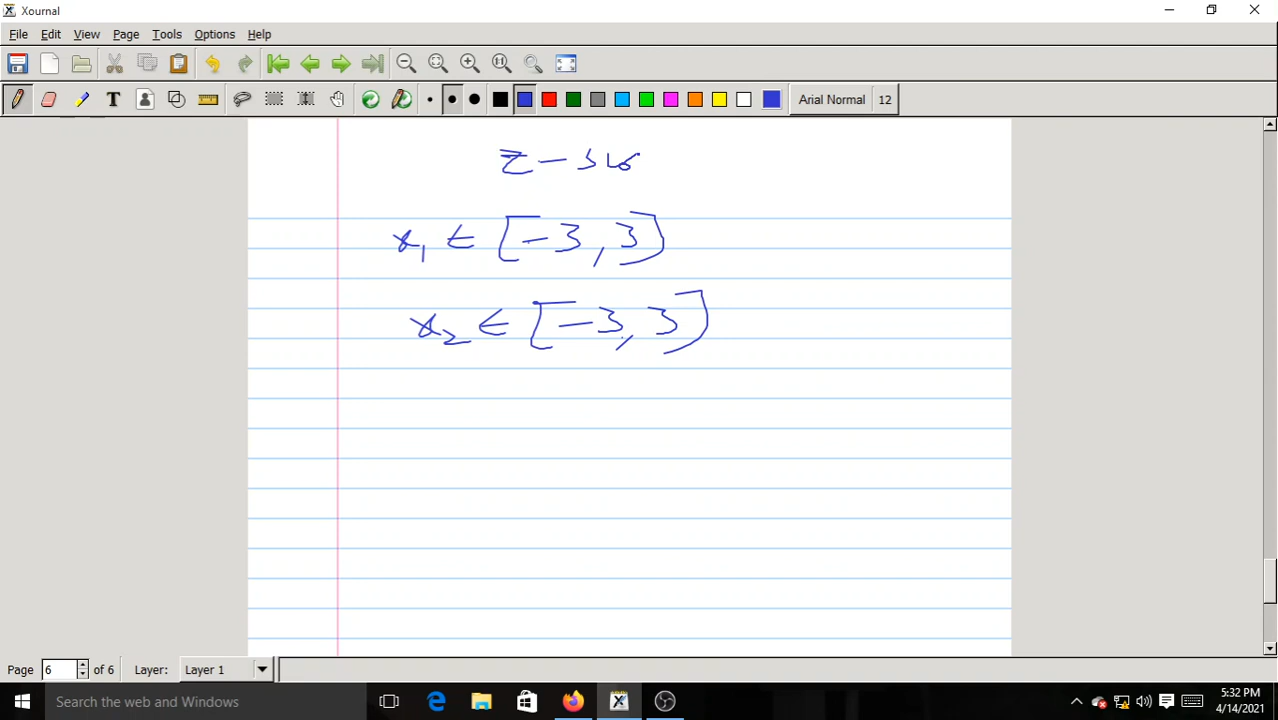 Xournal
File Edit View Page Tools Options Help
Arial Normal 12
z -
x₁ ∈ [-3, 3]
x₂ ∈ [-3, 3]
Page 6 of 6 Layer: Layer 1
Search the web and Windows
5:32 PM
4/14/2021